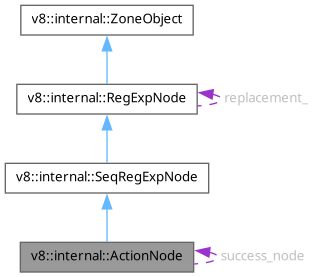 v8::internal::ZoneObject
v8::internal::RegExpNode
replacement_
v8::internal::SeqRegExpNode
v8::internal::ActionNode
success_node